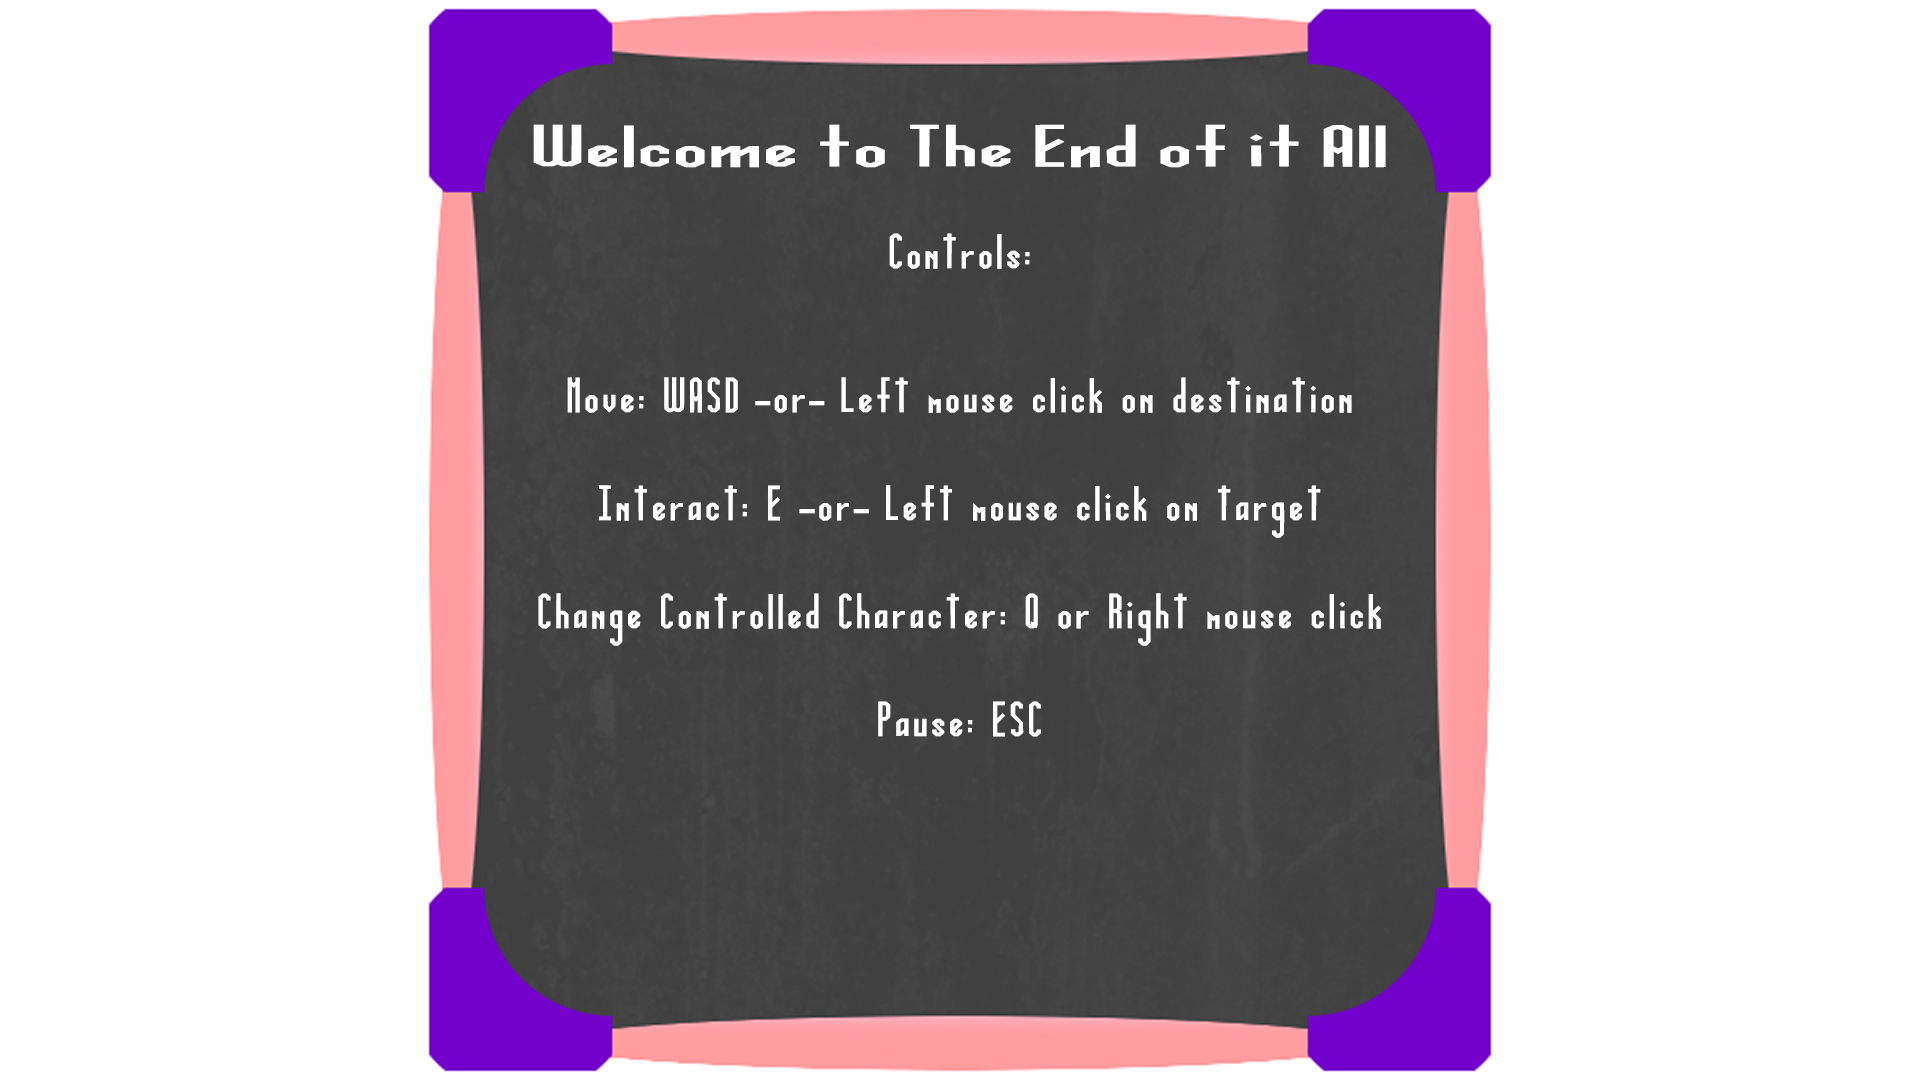 Welcome to The End of it All
Controls:
Move: WASD -or- Left mouse click on destination
Interact: E -or- Left mouse click on target
Change Controlled Character: Q or Right mouse click
Pause: ESC